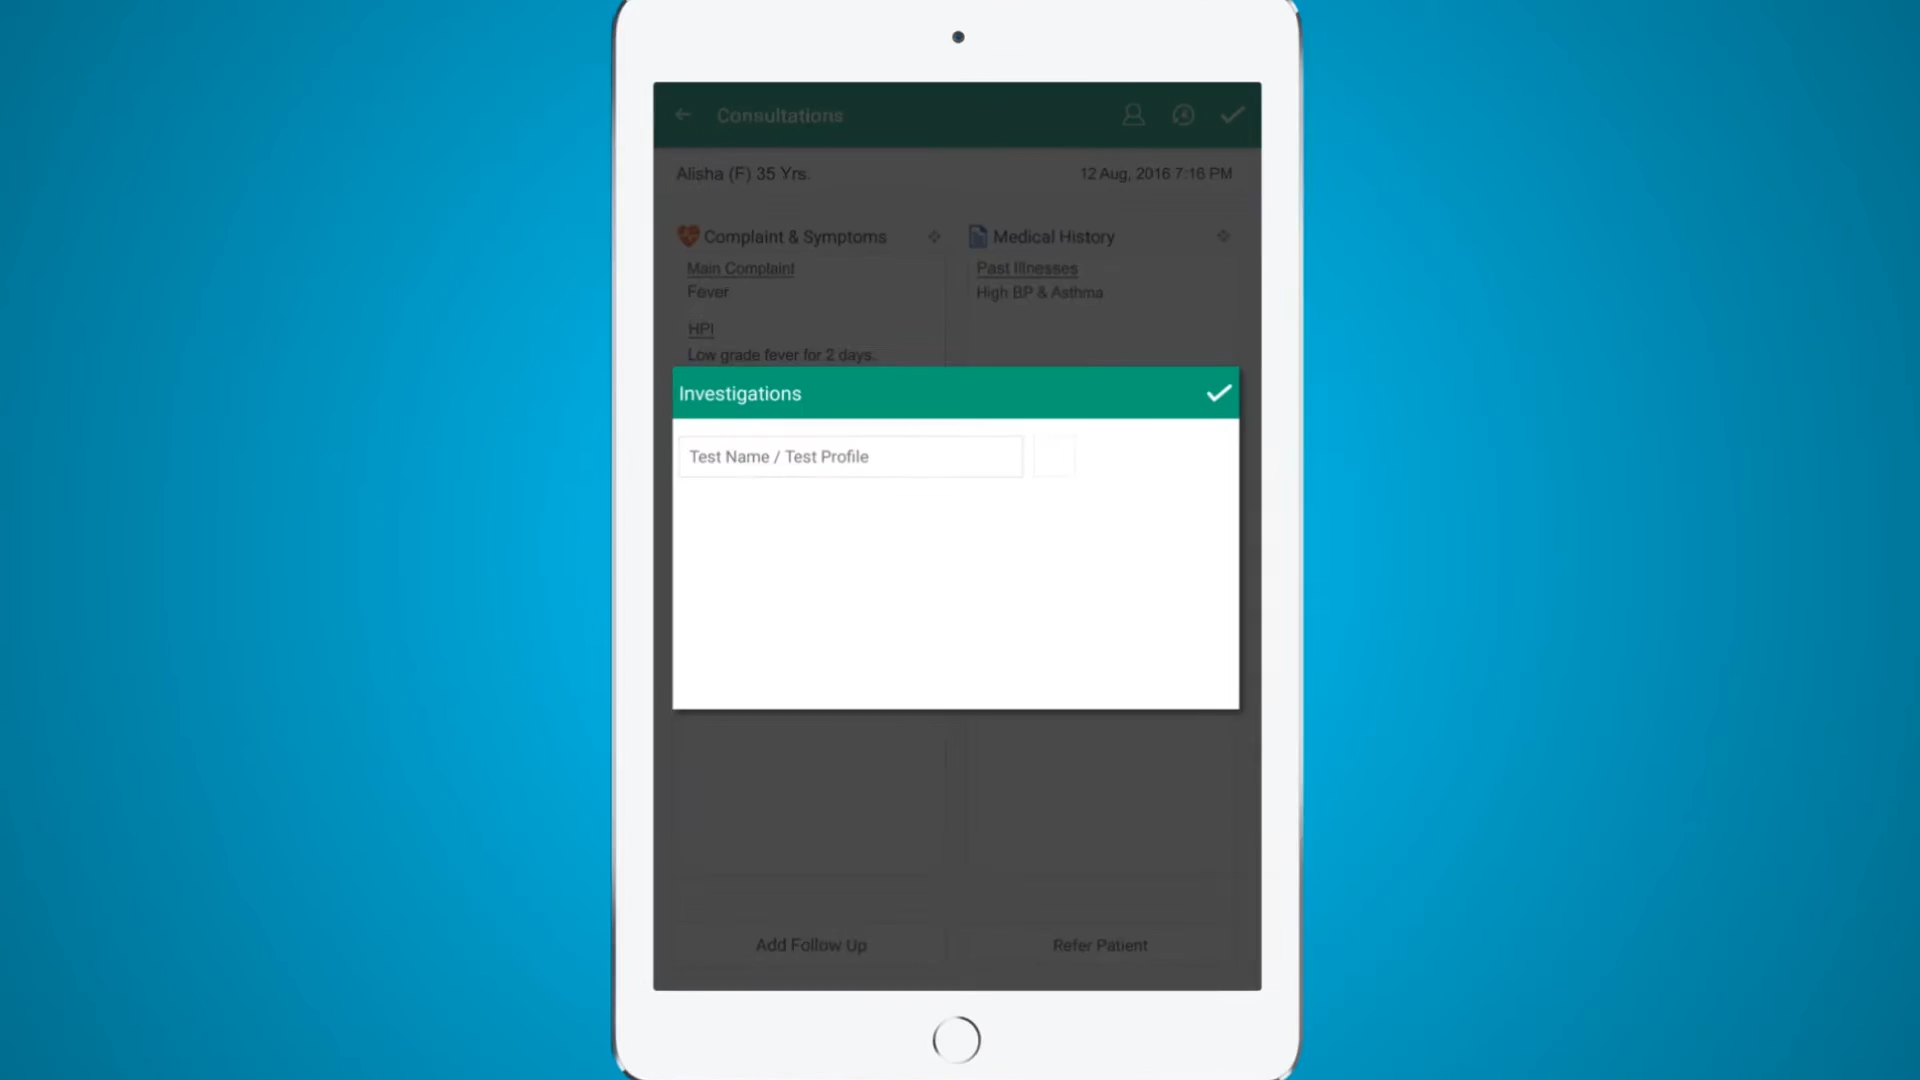 Consultations
Alisha (F) 35 Yrs.
12 Aug, 2016 7:16 PM
Complaint & Symptoms
Medical History
Main Complaint
Fever
Past Illnesses
High BP & Asthma
HPI
Low grade fever for 2 days.
Investigations
Test Name / Test Profile
Add Follow Up
Refer Patient